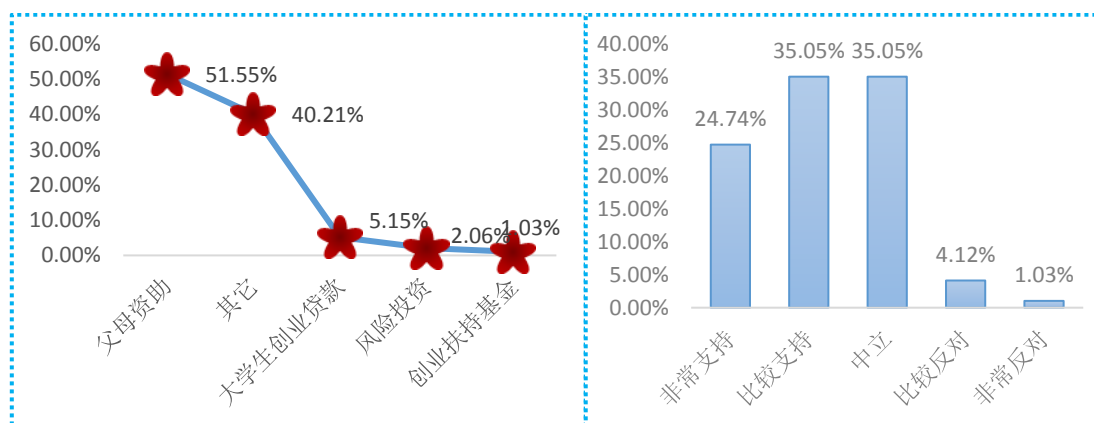 60.00%
50.00%
40.00%
30.00%
20.00%
10.00%
0.00%
51.55%
40.21%
5.15%
2.06%
1.03%
父母资助
其它
大学生创业贷款
风险投资
创业扶持基金
40.00%
35.00%
30.00%
25.00%
20.00%
15.00%
10.00%
5.00%
0.00%
24.74%
35.05%
35.05%
4.12%
1.03%
非常支持
比较支持
中立
比较反对
非常反对